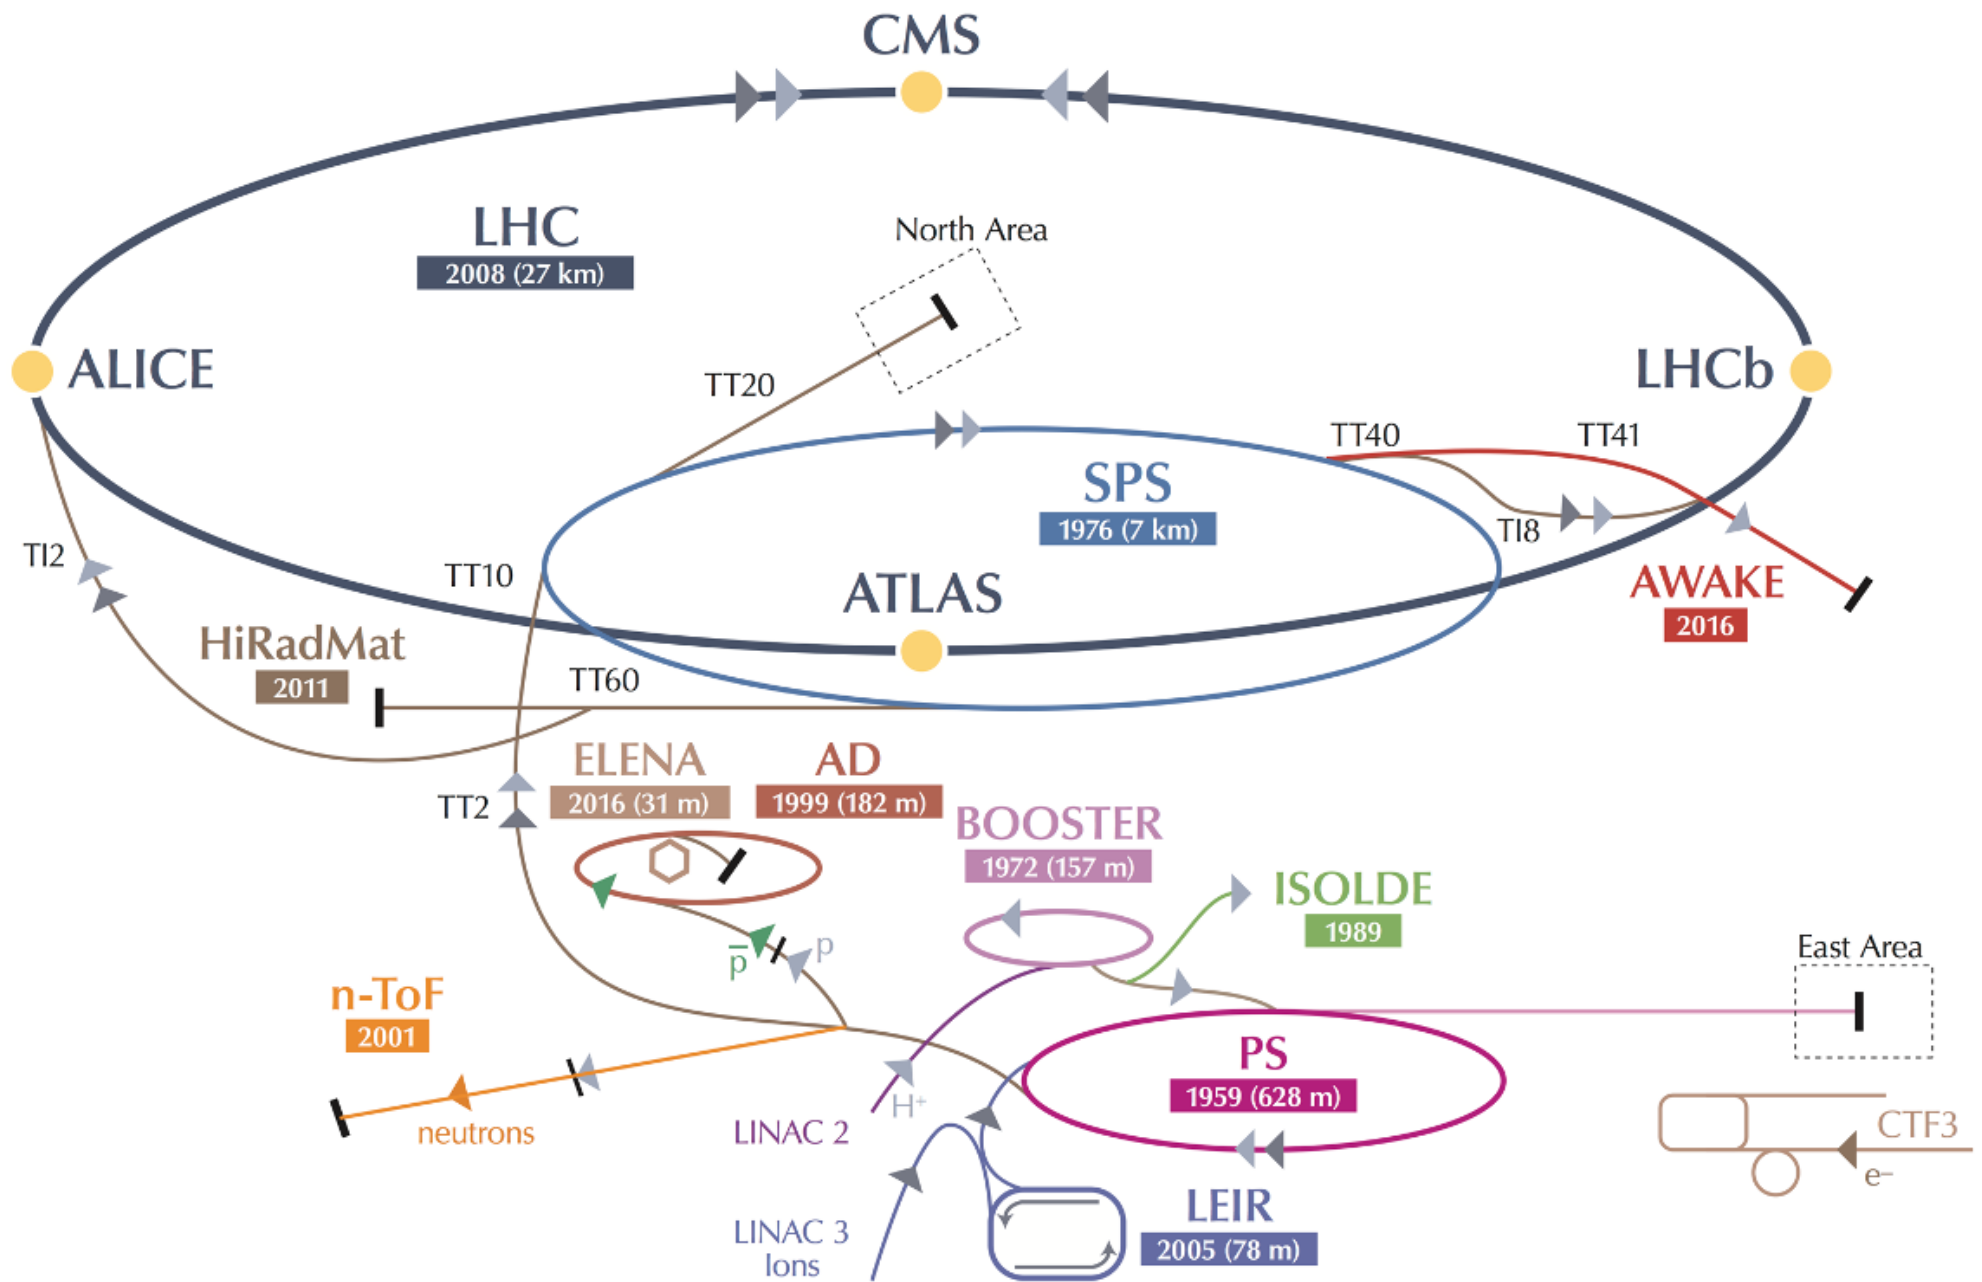 CMS
LHC
2008 (27 km)
North Area
ALICE
LHCb
TT20
TT40
TT41
SPS
1976 (7 km)
TI8
TI2
TT10
ATLAS
AWAKE
2016
HiRadMat
2011
TT60
ELENA
2016 (31 m)
AD
1999 (182 m)
TT2
BOOSTER
1972 (157 m)
ISOLDE
1989
p
p̄
East Area
n-ToF
2001
PS
1959 (628 m)
H⁺
neutrons
LINAC 2
CTF3
e⁻
LEIR
2005 (78 m)
LINAC 3
Ions